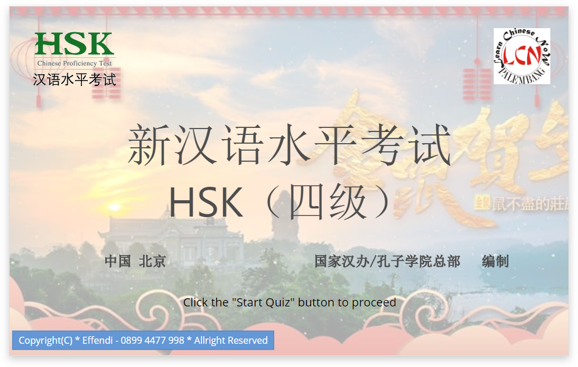 HSK
Chinese Proficiency Test
汉语水平考试
Learn Chinese Now
LCN
PALEMBANG
新汉语水平考试
HSK（四级）
中国 北京
国家汉办/孔子学院总部 编制
Click the "Start Quiz" button to proceed
Copyright(C) * Effendi - 0899 4477 998 * Allright Reserved